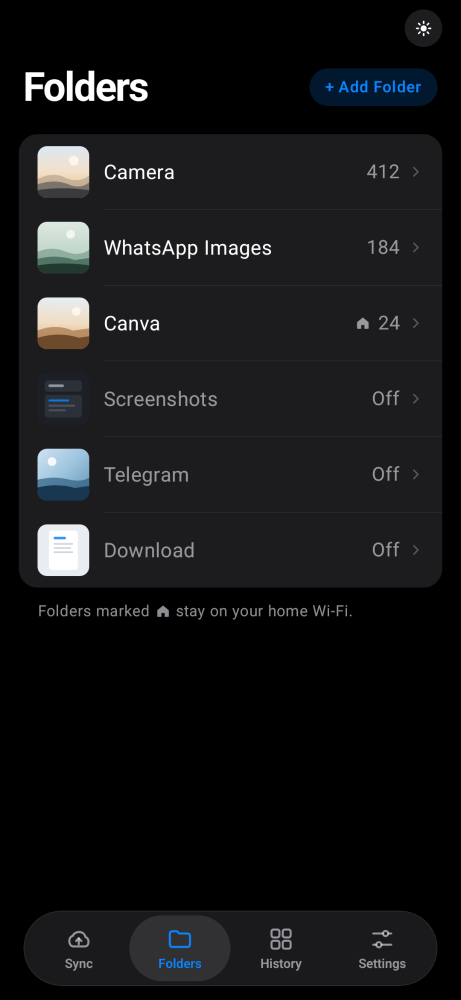 Folders
+ Add Folder
Camera 412
WhatsApp Images 184
Canva 24
Screenshots Off
Telegram Off
Download Off
Folders marked stay on your home Wi-Fi.
Sync Folders History Settings